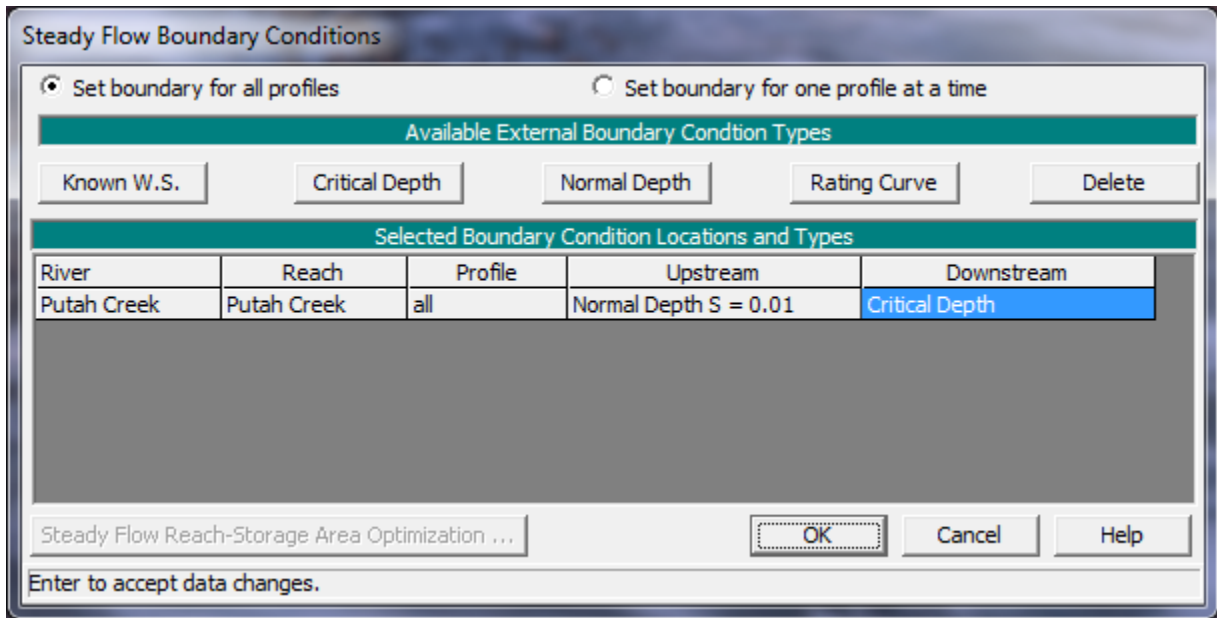 Steady Flow Boundary Conditions
Set boundary for all profiles Set boundary for one profile at a time
Available External Boundary Condtion Types
Known W.S. Critical Depth Normal Depth Rating Curve Delete
Selected Boundary Condition Locations and Types
River Reach Profile Upstream Downstream
Putah Creek Putah Creek all Normal Depth S = 0.01 Critical Depth
Steady Flow Reach-Storage Area Optimization ... OK Cancel Help
Enter to accept data changes.